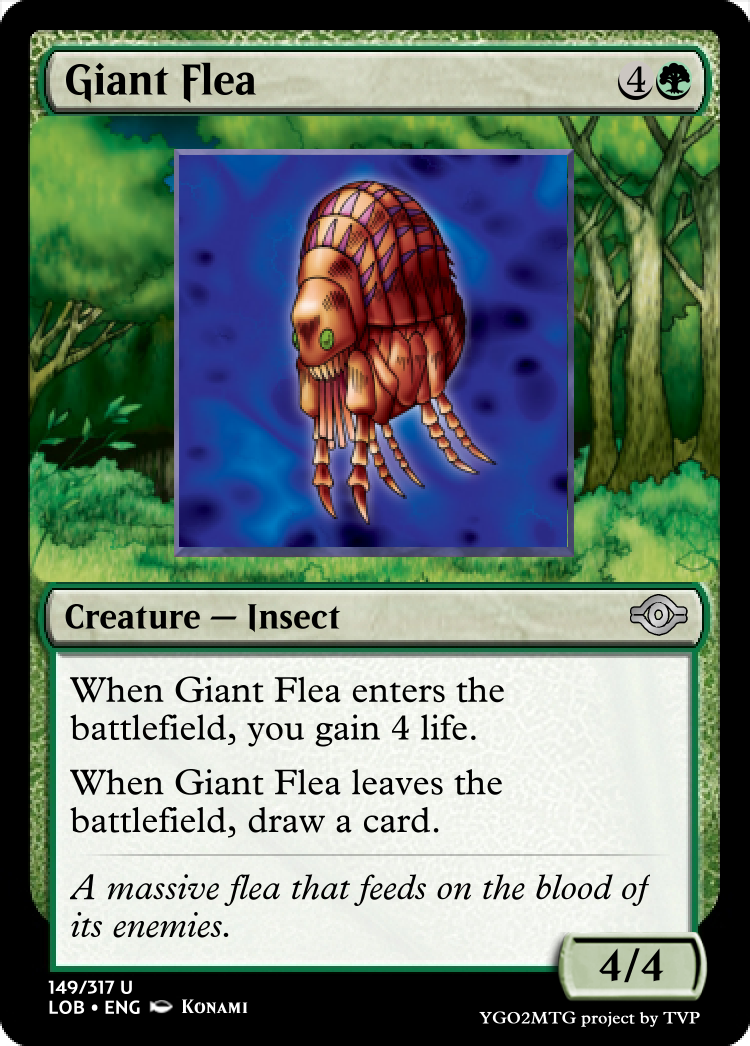 Giant Flea
4
Creature — Insect
When Giant Flea enters the
battlefield, you gain 4 life.
When Giant Flea leaves the
battlefield, draw a card.
A massive flea that feeds on the blood of
its enemies.
4/4
149/317 U
LOB • ENG KONAMI
YGO2MTG project by TVP